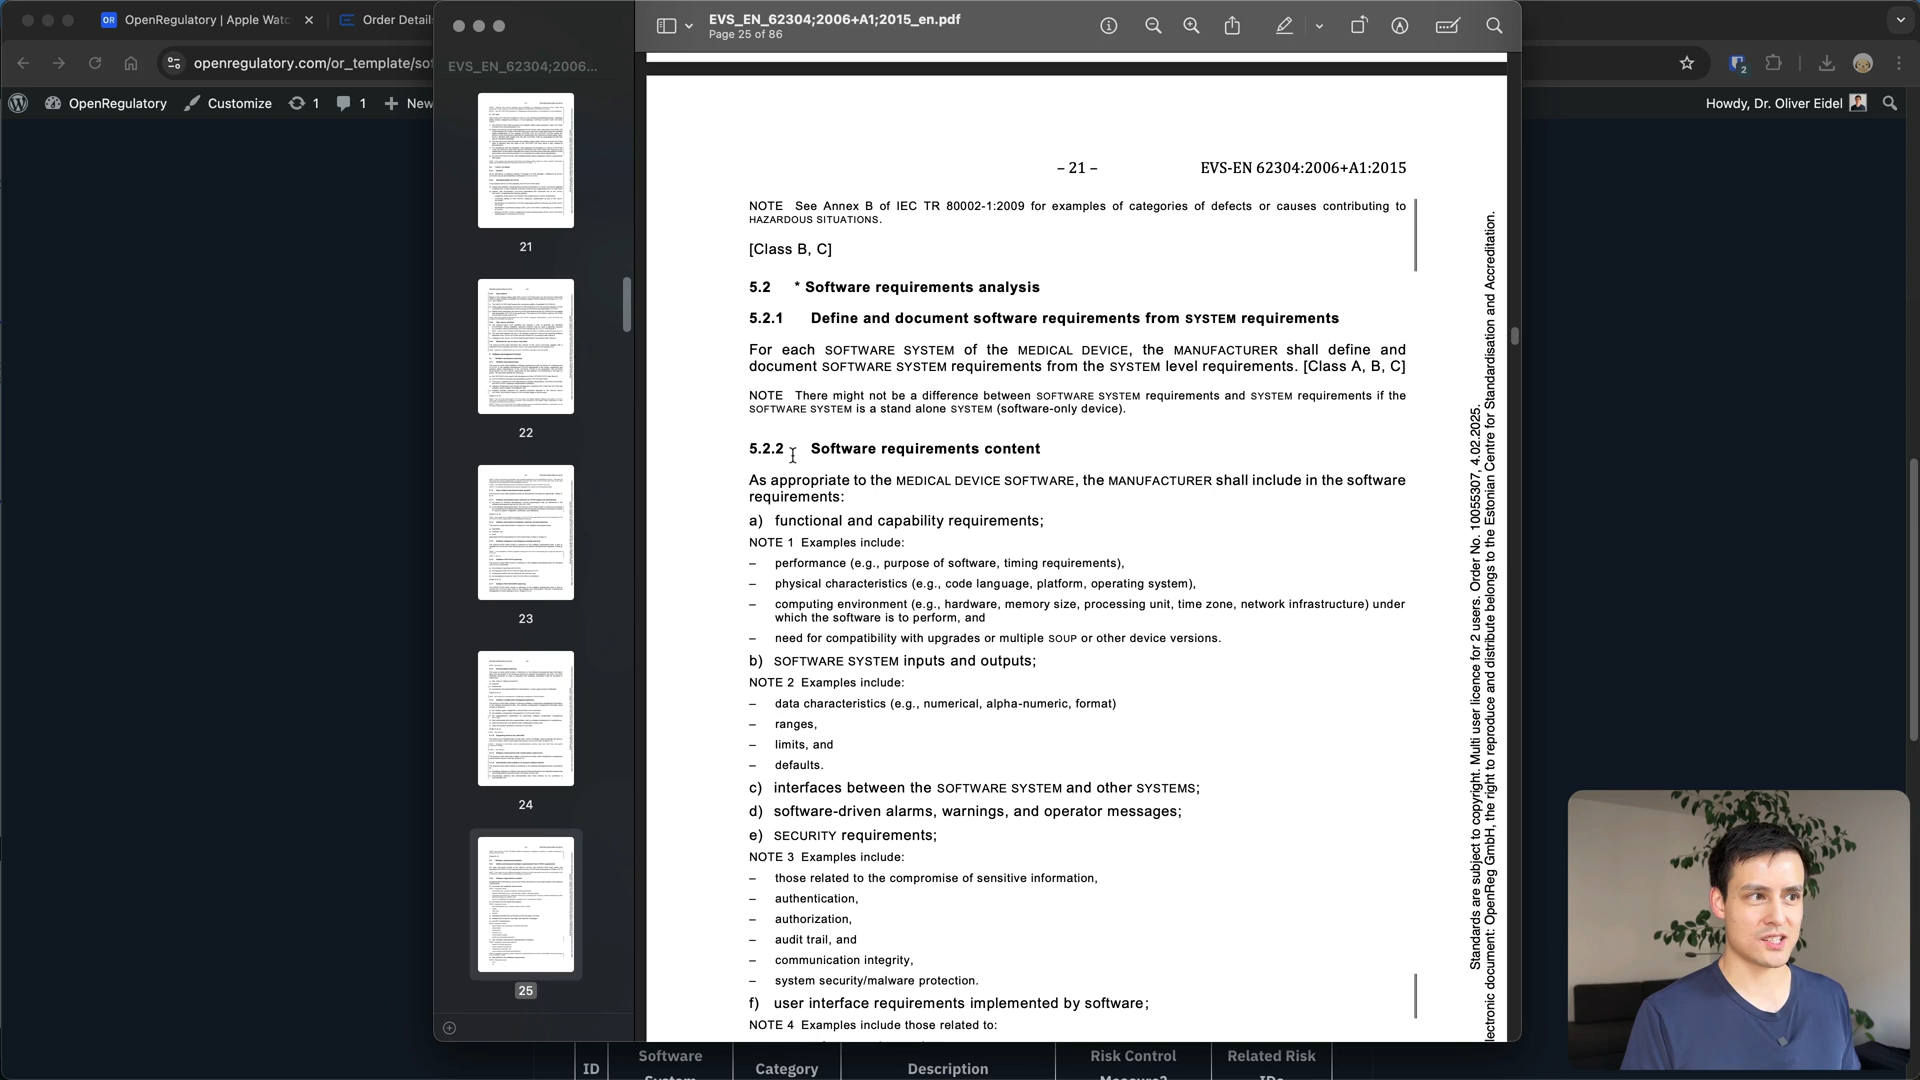 OpenRegulatory | Apple Wat
Order Detail
openregulatory.com/or_template/sof
OpenRegulatory
Customize
1
1
New
Howdy, Dr. Oliver Eidel
EVS_EN_62304;2006...
21
22
23
24
25
EVS_EN_62304;2006+A1;2015_en.pdf
Page 25 of 86
– 21 –
EVS-EN 62304:2006+A1:2015
NOTE See Annex B of IEC TR 80002-1:2009 for examples of categories of defects or causes contributing to
HAZARDOUS SITUATIONS.
[Class B, C]
5.2 * Software requirements analysis
5.2.1 Define and document software requirements from SYSTEM requirements
For each SOFTWARE SYSTEM of the MEDICAL DEVICE, the MANUFACTURER shall define and
document SOFTWARE SYSTEM requirements from the SYSTEM level requirements. [Class A, B, C]
NOTE There might not be a difference between SOFTWARE SYSTEM requirements and SYSTEM requirements if the
SOFTWARE SYSTEM is a stand alone SYSTEM (software-only device).
5.2.2 Software requirements content
As appropriate to the MEDICAL DEVICE SOFTWARE, the MANUFACTURER shall include in the software
requirements:
a) functional and capability requirements;
NOTE 1 Examples include:
– performance (e.g., purpose of software, timing requirements),
– physical characteristics (e.g., code language, platform, operating system),
– computing environment (e.g., hardware, memory size, processing unit, time zone, network infrastructure) under
which the software is to perform, and
– need for compatibility with upgrades or multiple SOUP or other device versions.
b) SOFTWARE SYSTEM inputs and outputs;
NOTE 2 Examples include:
– data characteristics (e.g., numerical, alpha-numeric, format)
– ranges,
– limits, and
– defaults.
c) interfaces between the SOFTWARE SYSTEM and other SYSTEMS;
d) software-driven alarms, warnings, and operator messages;
e) SECURITY requirements;
NOTE 3 Examples include:
– those related to the compromise of sensitive information,
– authentication,
– authorization,
– audit trail, and
– communication integrity,
– system security/malware protection.
f) user interface requirements implemented by software;
NOTE 4 Examples include those related to:
Standards are subject to copyright. Multi user licence for 2 users. Order No. 10055307, 4.02.2025.
lectronic document: OpenReg GmbH, the right to reproduce and distribute belongs to the Estonian Centre for Standardisation and Accreditation.
ID
Software
Category
Description
Risk Control
Related Risk